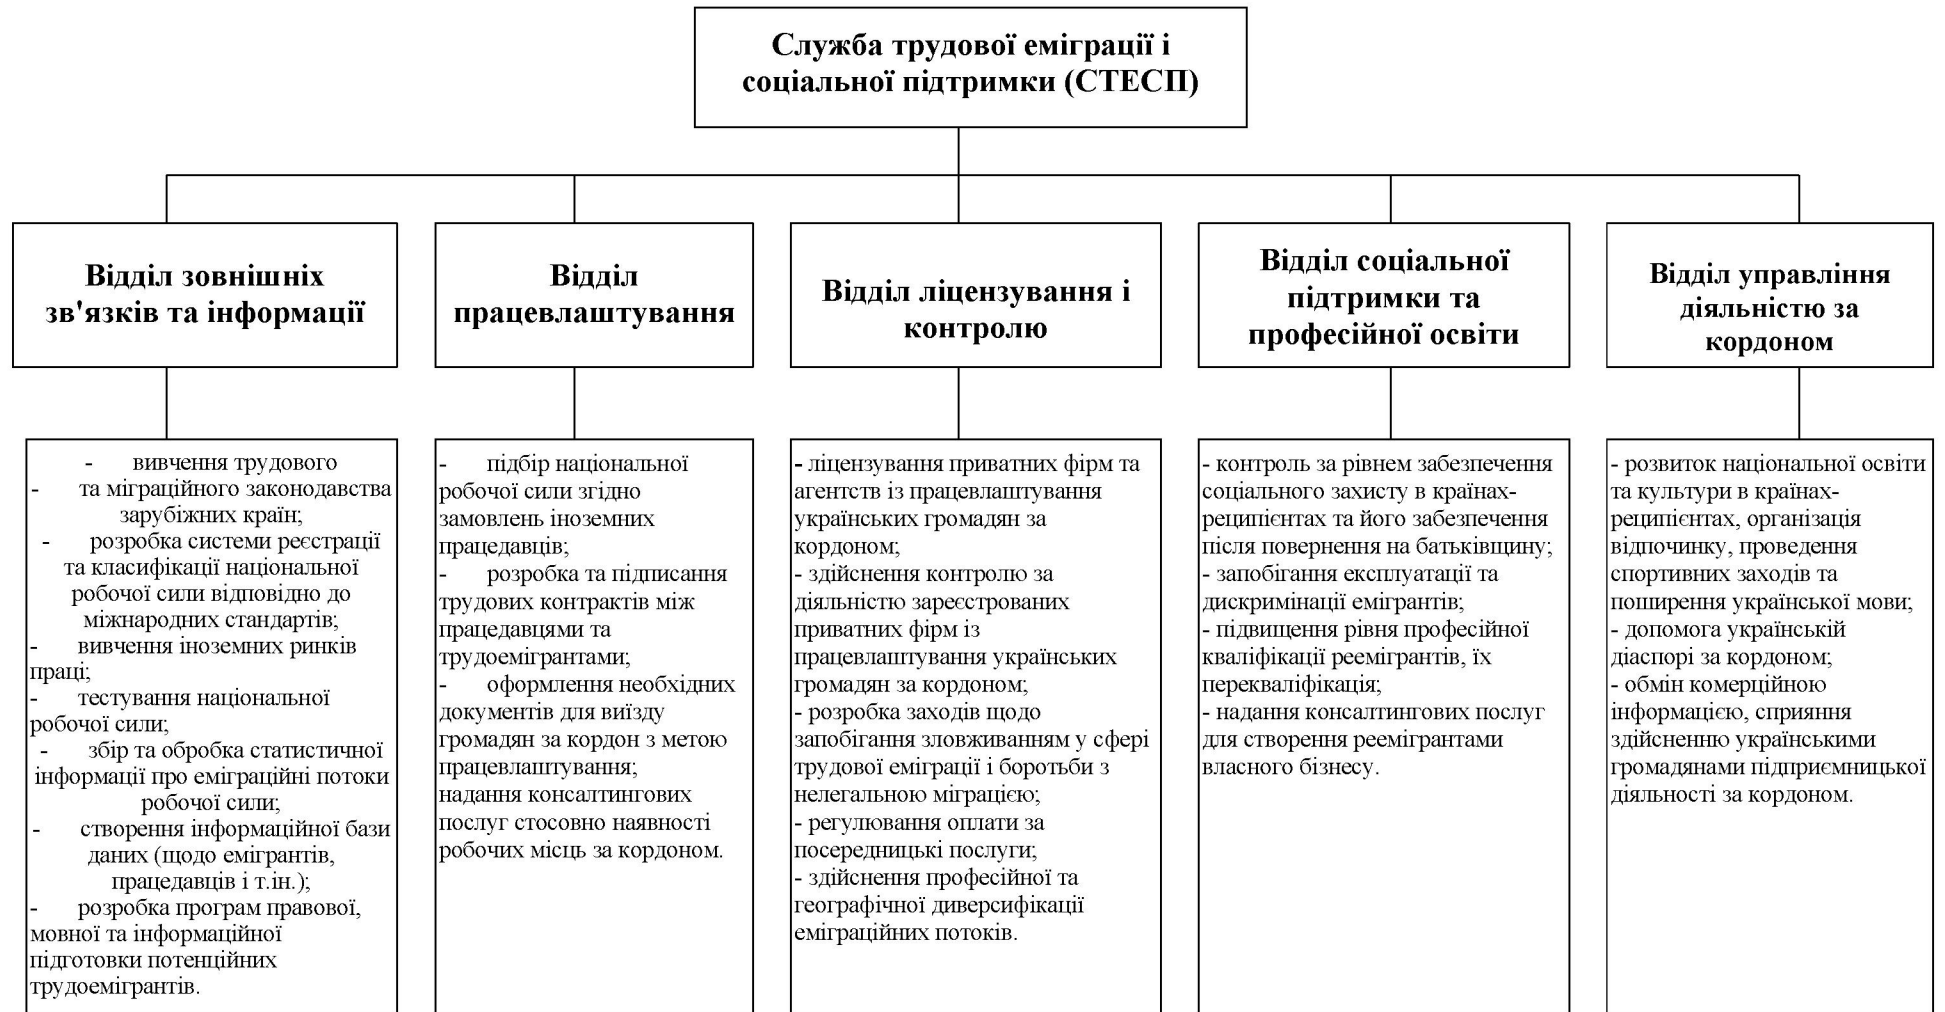 Служба трудової еміграції і
соціальної підтримки (СТЕСП)
Відділ зовнішніх
зв'язків та інформації
Відділ
працевлаштування
Відділ ліцензування і
контролю
Відділ соціальної
підтримки та
професійної освіти
Відділ управління
діяльністю за
кордоном
- вивчення трудового
- та міграційного законодавства
зарубіжних країн;
- розробка системи реєстрації
та класифікації національної
робочої сили відповідно до
міжнародних стандартів;
- вивчення іноземних ринків
праці;
- тестування національної
робочої сили;
- збір та обробка статистичної
інформації про еміграційні потоки
робочої сили;
- створення інформаційної бази
даних (щодо емігрантів,
працедавців і т.ін.);
- розробка програм правової,
мовної та інформаційної
підготовки потенційних
трудоемігрантів.
- підбір національної
робочої сили згідно
замовлень іноземних
працедавців;
- розробка та підписання
трудових контрактів між
працедавцями та
трудоемігрантами;
- оформлення необхідних
документів для виїзду
громадян за кордон з метою
працевлаштування;
надання консалтингових
послуг стосовно наявності
робочих місць за кордоном.
- ліцензування приватних фірм та
агентств із працевлаштування
українських громадян за
кордоном;
- здійснення контролю за
діяльністю зареєстрованих
приватних фірм із
працевлаштування українських
громадян за кордоном;
- розробка заходів щодо
запобігання зловживанням у сфері
трудової еміграції і боротьби з
нелегальною міграцією;
- регулювання оплати за
посередницькі послуги;
- здійснення професійної та
географічної диверсифікації
еміграційних потоків.
- контроль за рівнем забезпечення
соціального захисту в країнах-
реципієнтах та його забезпечення
після повернення на батьківщину;
- запобігання експлуатації та
дискримінації емігрантів;
- підвищення рівня професійної
кваліфікації реемігрантів, їх
перекваліфікація;
- надання консалтингових послуг
для створення реемігрантами
власного бізнесу.
- розвиток національної освіти
та культури в країнах-
реципієнтах, організація
відпочинку, проведення
спортивних заходів та
поширення української мови;
- допомога українській
діаспорі за кордоном;
- обмін комерційною
інформацією, сприяння
здійсненню українськими
громадянами підприємницької
діяльності за кордоном.